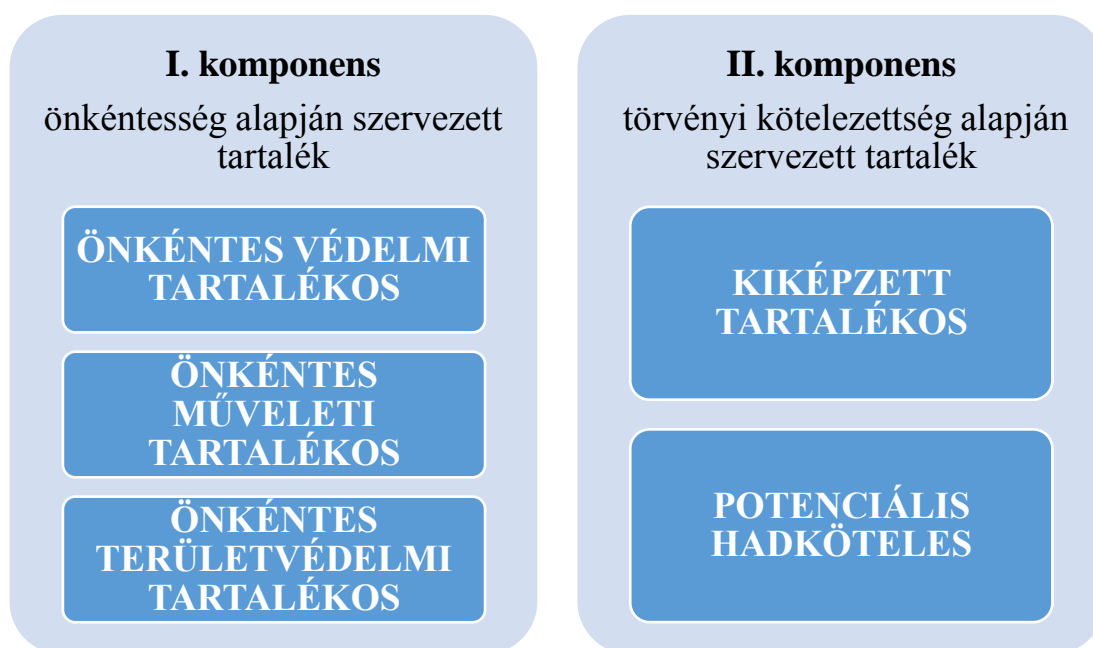 I. komponens
önkéntesség alapján szervezett
tartalék
ÖNKÉNTES VÉDELMI
TARTALÉKOS
ÖNKÉNTES
MŰVELETI
TARTALÉKOS
ÖNKÉNTES
TERÜLETVÉDELMI
TARTALÉKOS
II. komponens
törvényi kötelezettség alapján
szervezett tartalék
KIKÉPZETT
TARTALÉKOS
POTENCIÁLIS
HADKÖTELES